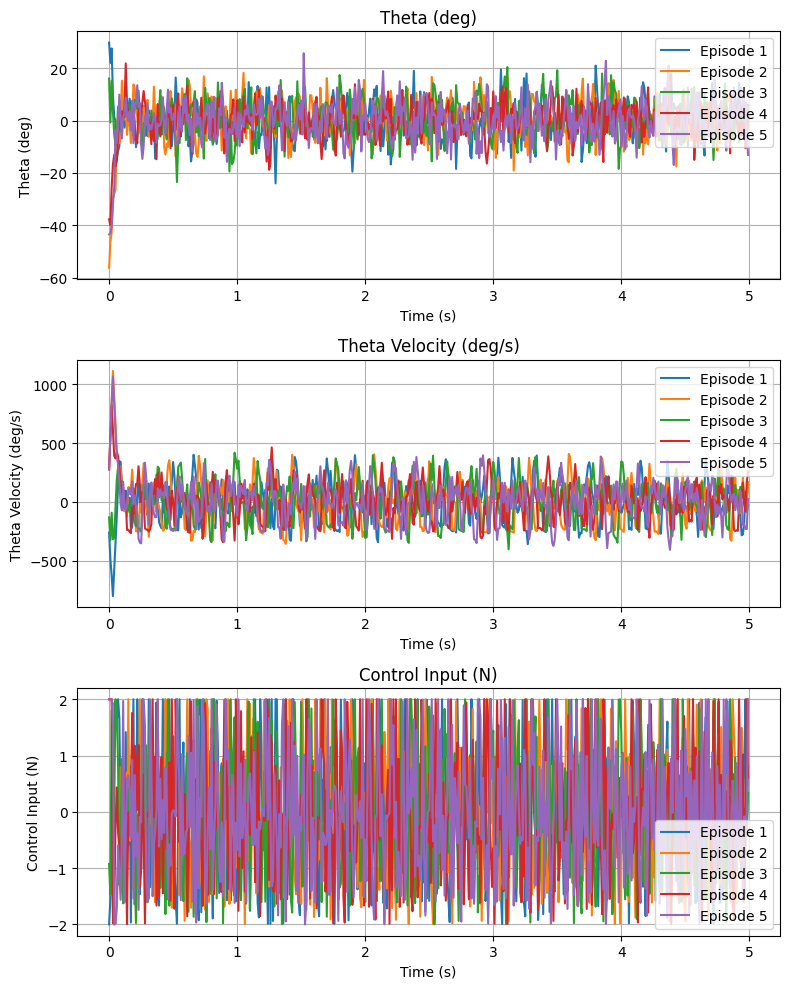 Theta (deg)
Theta (deg)
20
0
−20
−40
−60
Episode 1
Episode 2
Episode 3
Episode 4
Episode 5
0 1 2 3 4 5
Time (s)
Theta Velocity (deg/s)
Theta Velocity (deg/s)
1000
500
0
−500
Episode 1
Episode 2
Episode 3
Episode 4
Episode 5
0 1 2 3 4 5
Time (s)
Control Input (N)
Control Input (N)
2
1
0
−1
−2
Episode 1
Episode 2
Episode 3
Episode 4
Episode 5
0 1 2 3 4 5
Time (s)